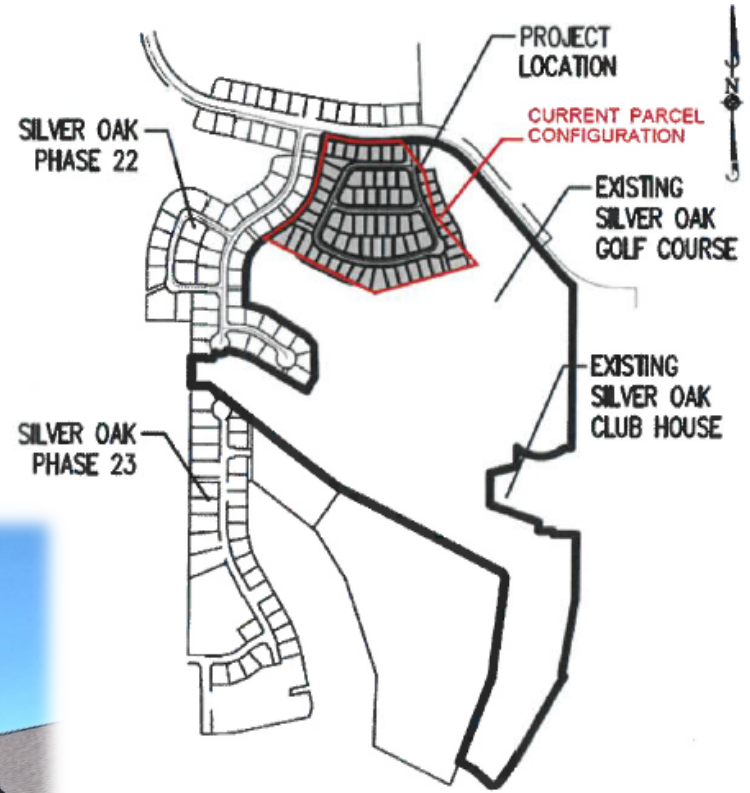 PROJECT
LOCATION
CURRENT PARCEL
CONFIGURATION
SILVER OAK
PHASE 22
EXISTING
SILVER OAK
GOLF COURSE
EXISTING
SILVER OAK
CLUB HOUSE
SILVER OAK
PHASE 23
N